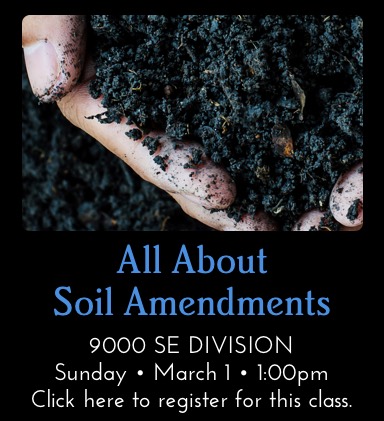 All About
Soil Amendments
9000 SE DIVISION
Sunday • March 1 • 1:00pm
Click here to register for this class.